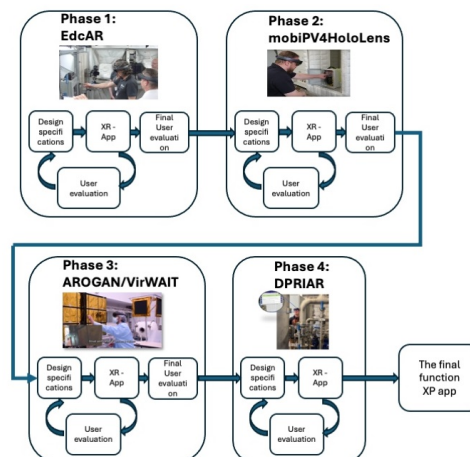 Phase 1:
EdcAR
Design
specifi
cations
XR -
App
Final
User
evaluati
on
User
evaluation
Phase 2:
mobiPV4HoloLens
Design
specifi
cations
XR -
App
Final
User
evaluati
on
User
evaluation
Phase 3:
AROGAN/VirWAIT
Design
specifi
cations
XR -
App
Final
User
evaluati
on
User
evaluation
Phase 4:
DPRIAR
Design
specifi
cations
XR -
App
User
evaluation
The final
function
XP app